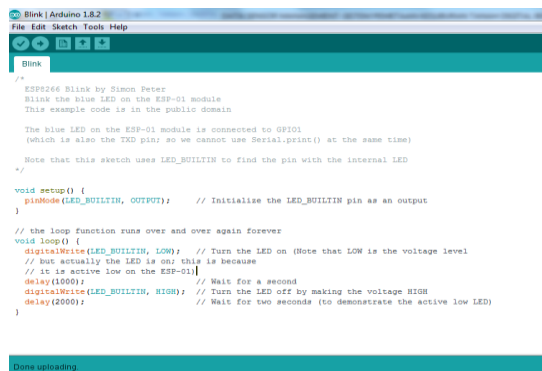 Blink | Arduino 1.8.2
File Edit Sketch Tools Help
Blink
/*
ESP8266 Blink by Simon Peter
Blink the blue LED on the ESP-01 module
This example code is in the public domain
The blue LED on the ESP-01 module is connected to GPIO1
(which is also the TXD pin; so we cannot use Serial.print() at the same time)
Note that this sketch uses LED_BUILTIN to find the pin with the internal LED
*/
void setup() {
pinMode(LED_BUILTIN, OUTPUT); // Initialize the LED_BUILTIN pin as an output
}
// the loop function runs over and over again forever
void loop() {
digitalWrite(LED_BUILTIN, LOW); // Turn the LED on (Note that LOW is the voltage level
// but actually the LED is on; this is because
// it is active low on the ESP-01)
delay(1000); // Wait for a second
digitalWrite(LED_BUILTIN, HIGH); // Turn the LED off by making the voltage HIGH
delay(2000); // Wait for two seconds (to demonstrate the active low LED)
}
Done uploading.